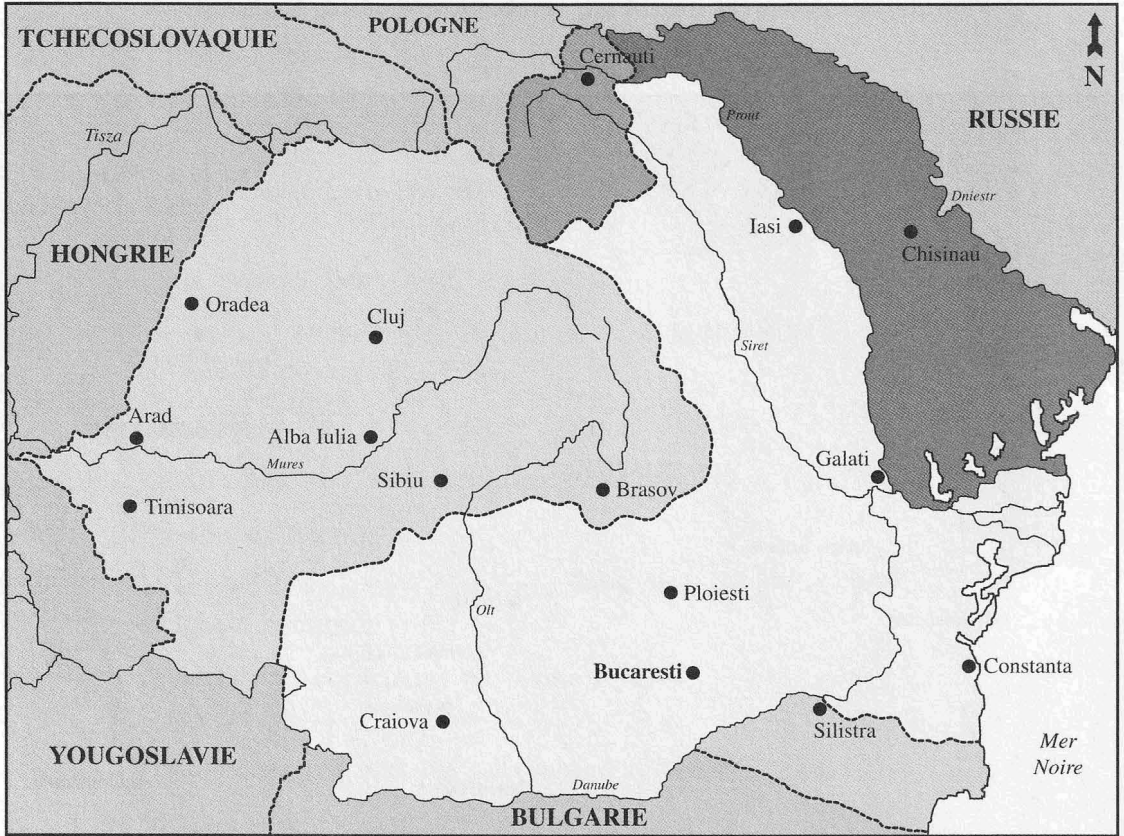 TCHECOSLOVAQUIE
POLOGNE
N
Cernauti
RUSSIE
Tisza
Prout
Dniestr
HONGRIE
Iasi
Chisinau
Oradea
Cluj
Siret
Arad
Alba Iulia
Mures
Sibiu
Brasov
Galati
Timisoara
Olt
Ploiesti
Bucaresti
Constanta
Craiova
Silistra
YOUGOSLAVIE
Danube
Mer
Noire
BULGARIE